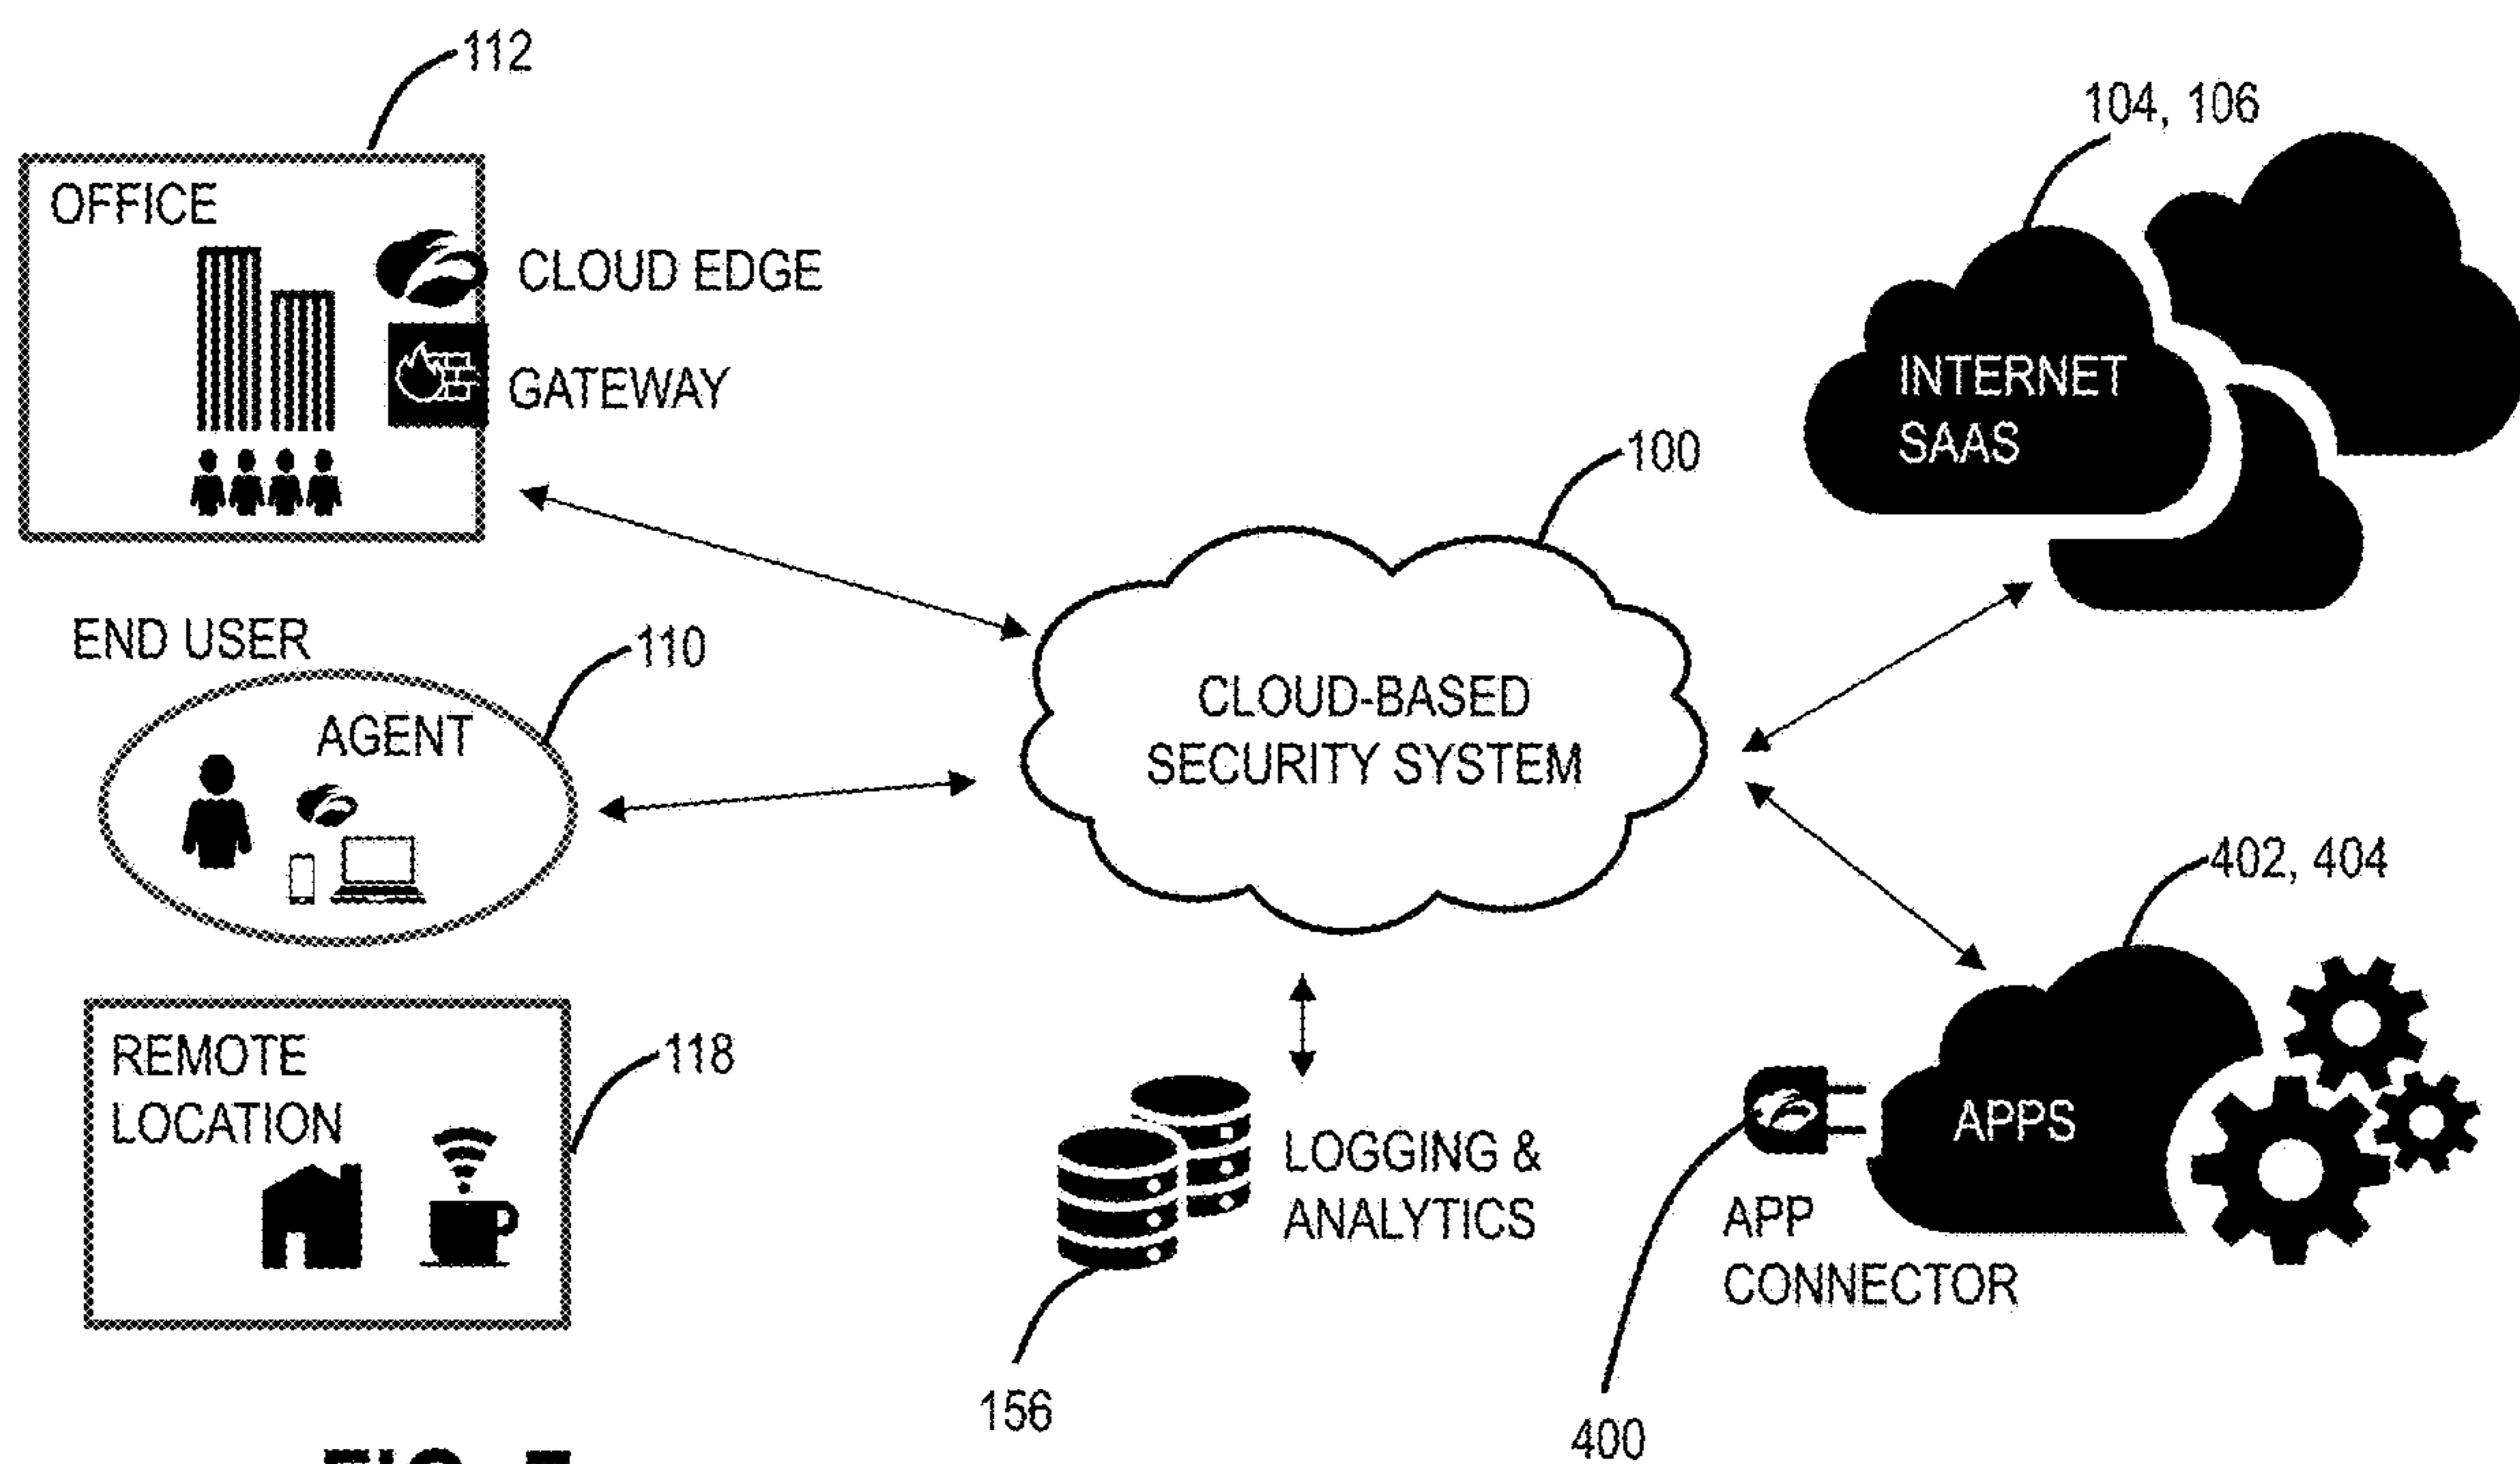 112
OFFICE
CLOUD EDGE
GATEWAY
104, 106
INTERNET
SAAS
100
END USER
110
AGENT
CLOUD-BASED
SECURITY SYSTEM
402, 404
REMOTE
LOCATION
118
LOGGING &
ANALYTICS
APPS
APP
CONNECTOR
156
400